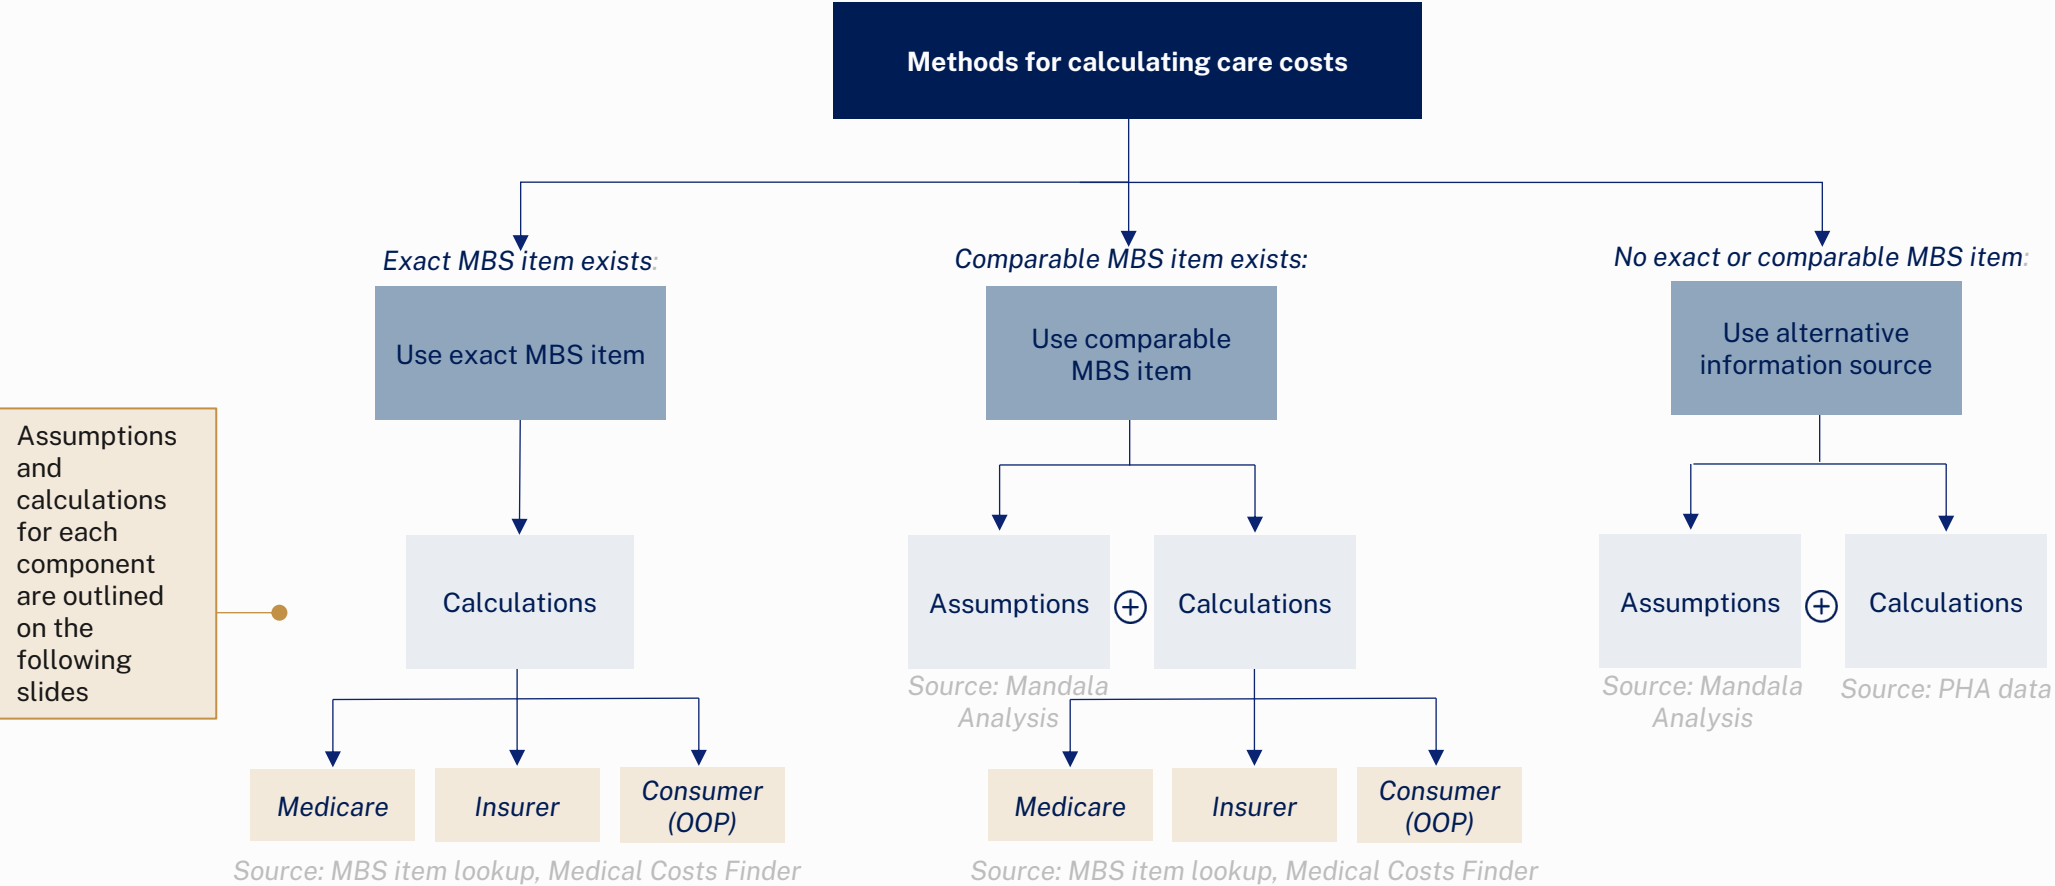 Methods for calculating care costs
Exact MBS item exists:
Use exact MBS item
Calculations
Medicare
Insurer
Consumer
(OOP)
Source: MBS item lookup, Medical Costs Finder
Comparable MBS item exists:
Use comparable
MBS item
Assumptions
Source: Mandala
Analysis
Calculations
Medicare
Insurer
Consumer
(OOP)
Source: MBS item lookup, Medical Costs Finder
No exact or comparable MBS item:
Use alternative
information source
Assumptions
Source: Mandala
Analysis
Calculations
Source: PHA data
Assumptions
and
calculations
for each
component
are outlined
on the
following
slides